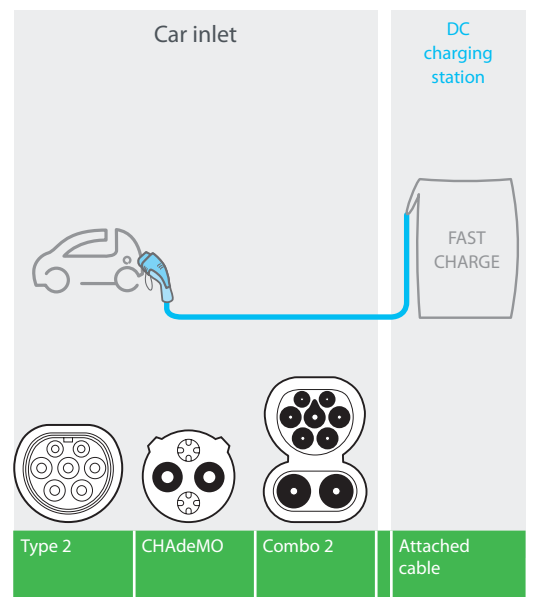 Car inlet
DC
charging
station
FAST
CHARGE
Type 2
CHAdeMO
Combo 2
Attached
cable